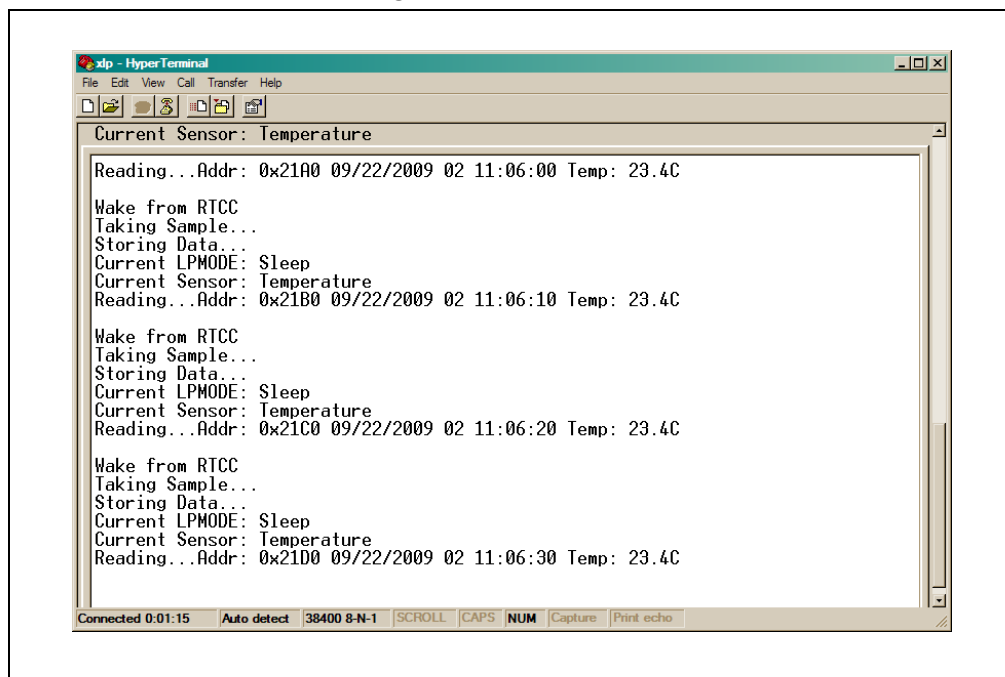 xlp - HyperTerminal
File Edit View Call Transfer Help
Current Sensor: Temperature
Reading...Addr: 0x21A0 09/22/2009 02 11:06:00 Temp: 23.4C
Wake from RTCC
Taking Sample...
Storing Data...
Current LPMODE: Sleep
Current Sensor: Temperature
Reading...Addr: 0x21B0 09/22/2009 02 11:06:10 Temp: 23.4C
Wake from RTCC
Taking Sample...
Storing Data...
Current LPMODE: Sleep
Current Sensor: Temperature
Reading...Addr: 0x21C0 09/22/2009 02 11:06:20 Temp: 23.4C
Wake from RTCC
Taking Sample...
Storing Data...
Current LPMODE: Sleep
Current Sensor: Temperature
Reading...Addr: 0x21D0 09/22/2009 02 11:06:30 Temp: 23.4C
Connected 0:01:15 Auto detect 38400 8-N-1 SCROLL CAPS NUM Capture Print echo